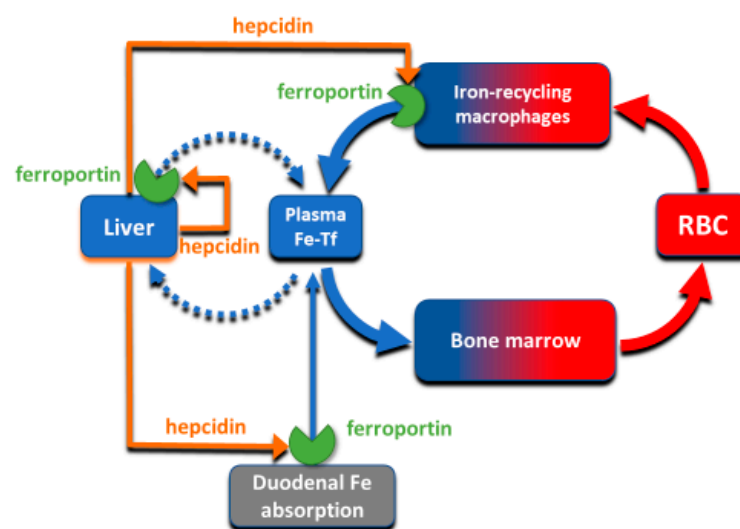 hepcidin
ferroportin
Iron-recycling
macrophages
ferroportin
Liver
hepcidin
Plasma
Fe-Tf
RBC
Bone marrow
hepcidin
ferroportin
Duodenal Fe
absorption